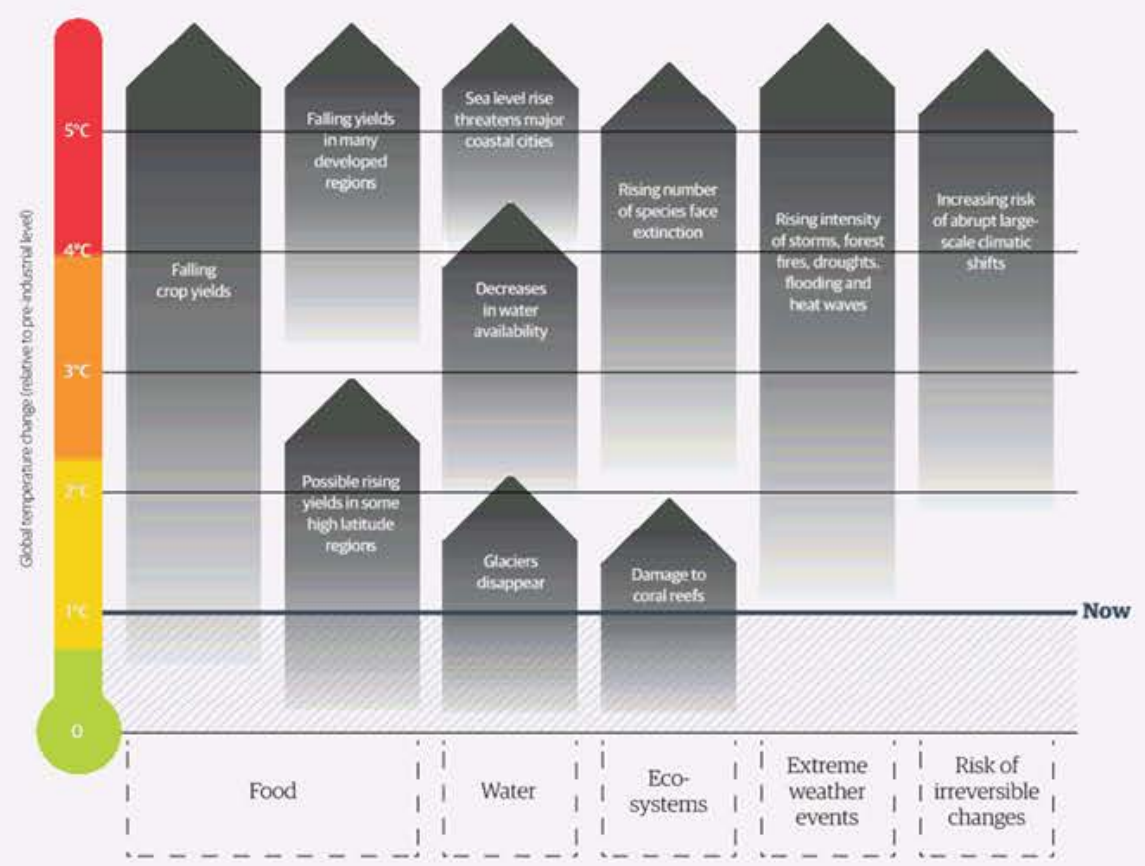 Global temperature change (relative to pre-industrial level)
5°C
4°C
3°C
2°C
1°C
0
Falling
crop yields
Falling yields
in many
developed
regions
Possible rising
yields in some
high latitude
regions
Sea level rise
threatens major
coastal cities
Decreases
in water
availability
Glaciers
disappear
Rising number
of species face
extinction
Damage to
coral reefs
Rising intensity
of storms, forest
fires, droughts,
flooding and
heat waves
Increasing risk
of abrupt large-
scale climatic
shifts
Now
Food
Water
Eco-
systems
Extreme
weather
events
Risk of
irreversible
changes